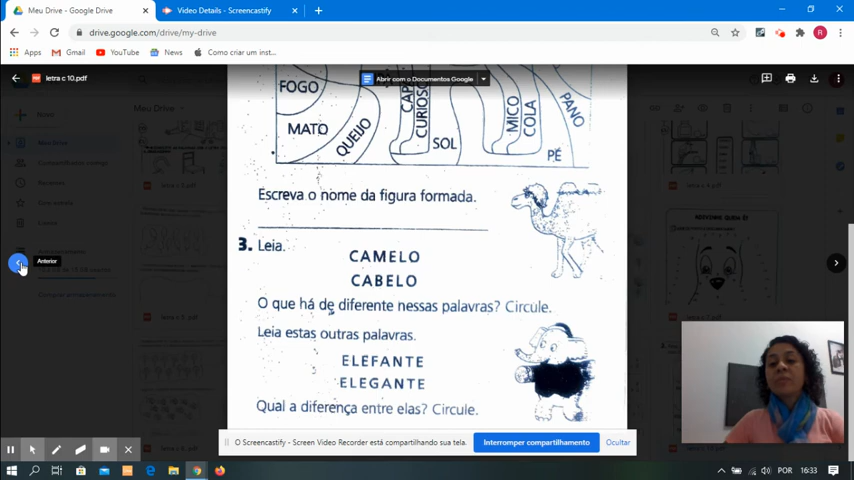 Meu Drive - Google Drive
Video Details - Screencastify
drive.google.com/drive/my-drive
R
Apps
Gmail
YouTube
News
Como criar um inst...
letra c 10.pdf
Abrir com o Documentos Google
Meu Drive
FOGO
MATO
QUEIJO
CURIOSO
SOL
MICO
COLA
PANO
PÉ
Escreva o nome da figura formada.
3. Leia.
CAMELO
CABELO
O que há de diferente nessas palavras? Circule.
Leia estas outras palavras.
ELEFANTE
ELEGANTE
Qual a diferença entre elas? Circule.
Anterior
ADIVINHE QUEM É?
O Screencastify - Screen Video Recorder está compartilhando sua tela.
Interromper compartilhamento
Ocultar
POR
16:33